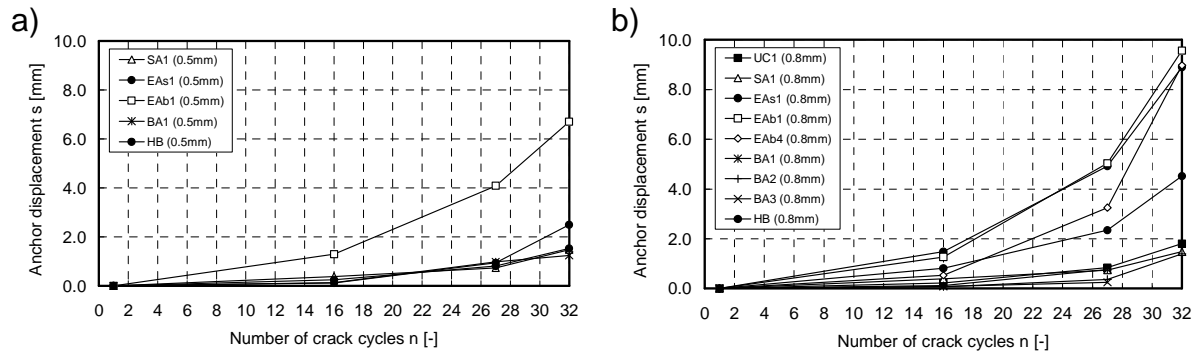 a)
Anchor displacement s [mm]
10.0
8.0
6.0
4.0
2.0
0.0
SA1 (0.5mm)
EAs1 (0.5mm)
EAb1 (0.5mm)
BA1 (0.5mm)
HB (0.5mm)
0 2 4 6 8 10 12 14 16 18 20 22 24 26 28 30 32
Number of crack cycles n [-]
b)
Anchor displacement s [mm]
10.0
8.0
6.0
4.0
2.0
0.0
UC1 (0.8mm)
SA1 (0.8mm)
EAs1 (0.8mm)
EAb1 (0.8mm)
EAb4 (0.8mm)
BA1 (0.8mm)
BA2 (0.8mm)
BA3 (0.8mm)
HB (0.8mm)
0 2 4 6 8 10 12 14 16 18 20 22 24 26 28 30 32
Number of crack cycles n [-]